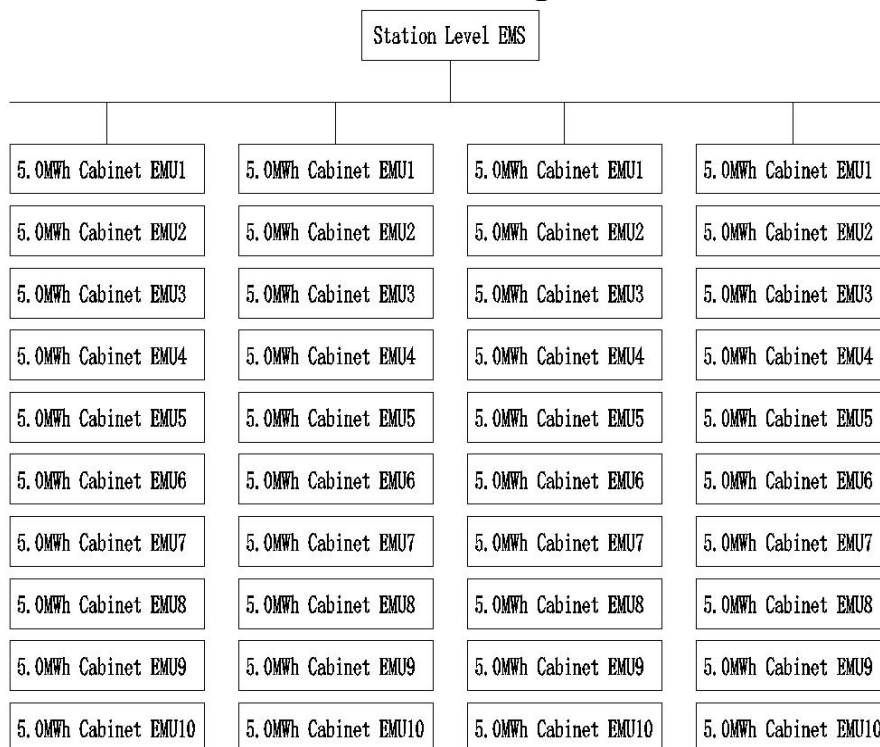 Station Level EMS
5.0MWh Cabinet EMU1 5.0MWh Cabinet EMU1 5.0MWh Cabinet EMU1 5.0MWh Cabinet EMU1
5.0MWh Cabinet EMU2 5.0MWh Cabinet EMU2 5.0MWh Cabinet EMU2 5.0MWh Cabinet EMU2
5.0MWh Cabinet EMU3 5.0MWh Cabinet EMU3 5.0MWh Cabinet EMU3 5.0MWh Cabinet EMU3
5.0MWh Cabinet EMU4 5.0MWh Cabinet EMU4 5.0MWh Cabinet EMU4 5.0MWh Cabinet EMU4
5.0MWh Cabinet EMU5 5.0MWh Cabinet EMU5 5.0MWh Cabinet EMU5 5.0MWh Cabinet EMU5
5.0MWh Cabinet EMU6 5.0MWh Cabinet EMU6 5.0MWh Cabinet EMU6 5.0MWh Cabinet EMU6
5.0MWh Cabinet EMU7 5.0MWh Cabinet EMU7 5.0MWh Cabinet EMU7 5.0MWh Cabinet EMU7
5.0MWh Cabinet EMU8 5.0MWh Cabinet EMU8 5.0MWh Cabinet EMU8 5.0MWh Cabinet EMU8
5.0MWh Cabinet EMU9 5.0MWh Cabinet EMU9 5.0MWh Cabinet EMU9 5.0MWh Cabinet EMU9
5.0MWh Cabinet EMU10 5.0MWh Cabinet EMU10 5.0MWh Cabinet EMU10 5.0MWh Cabinet EMU10